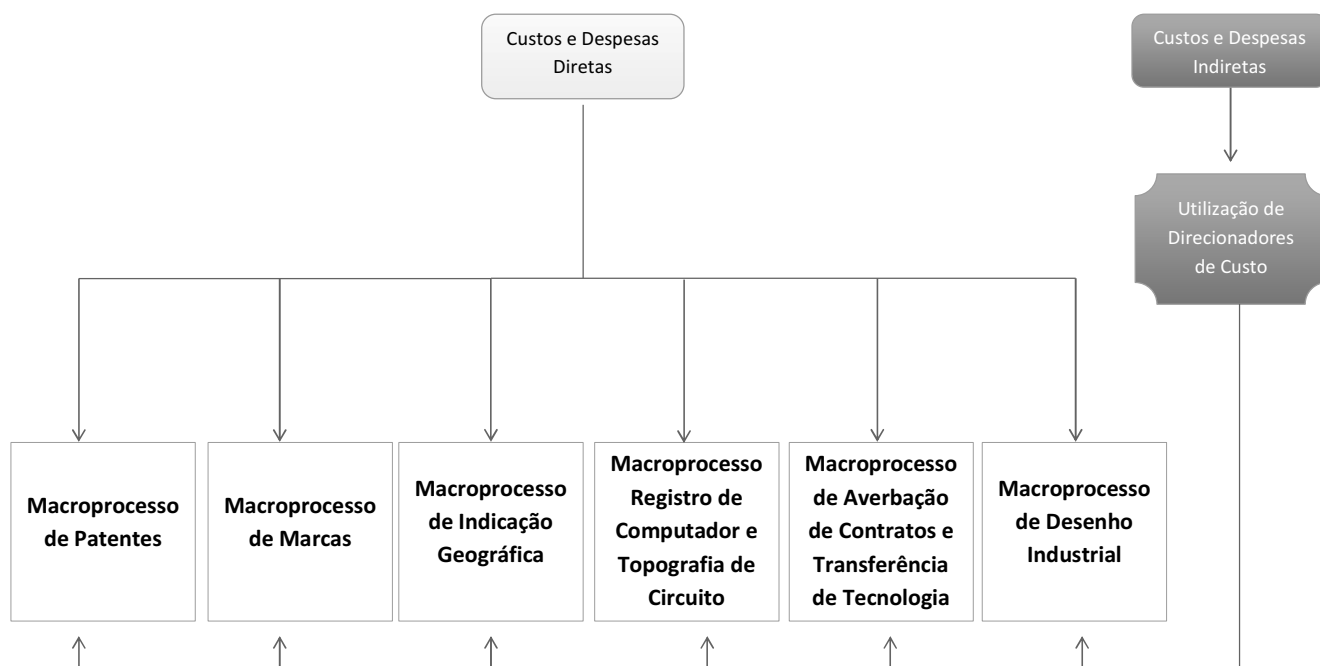 Custos e Despesas
Diretas
Custos e Despesas
Indiretas
Utilização de
Direcionadores
de Custo
Macroprocesso
de Patentes
Macroprocesso
de Marcas
Macroprocesso
de Indicação
Geográfica
Macroprocesso
Registro de
Computador e
Topografia de
Circuito
Macroprocesso
de Averbação
de Contratos e
Transferência
de Tecnologia
Macroprocesso
de Desenho
Industrial